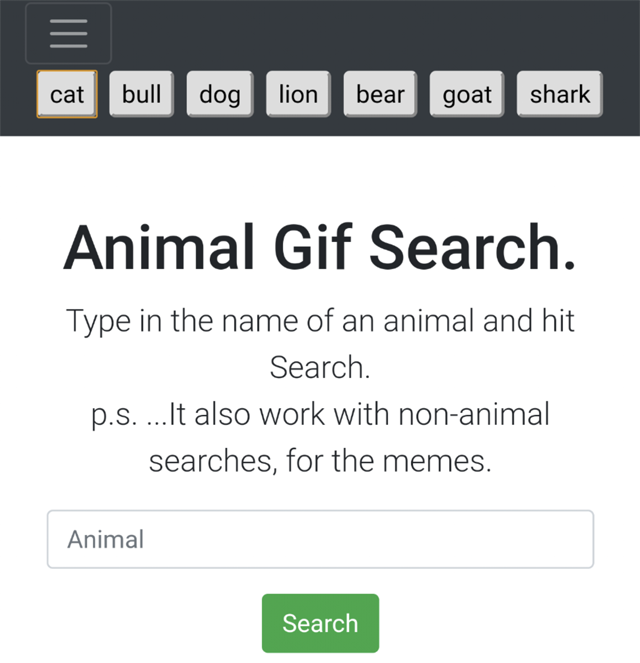 cat bull dog lion bear goat shark
Animal Gif Search.
Type in the name of an animal and hit
Search.
p.s. ...It also work with non-animal
searches, for the memes.
Animal
Search